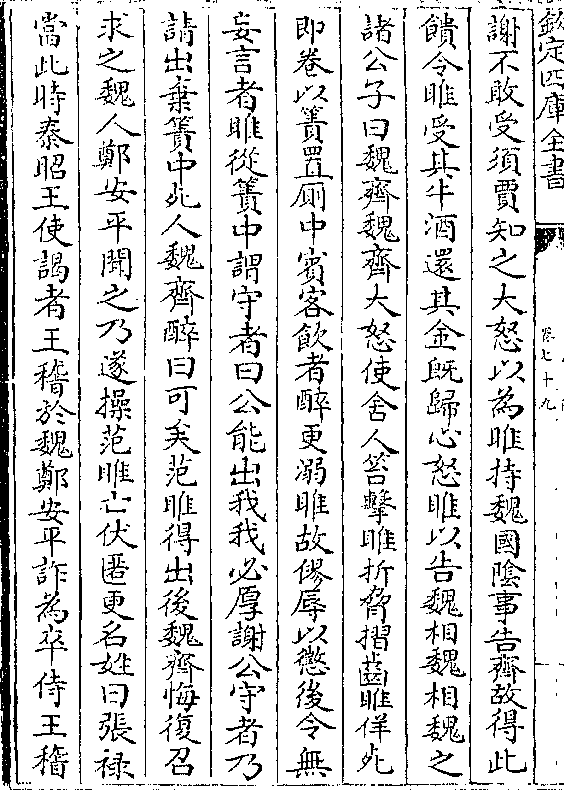 欽定四庫全書
卷七十九
謝不敢受須賈知之大怒以為雎持魏國陰事告齊故得此
饋令雎受其牛酒還其金既歸心怒雎以告魏相魏相魏之
諸公子曰魏齊魏齊大怒使舍人笞擊雎折脅摺齒雎佯死
即卷以簀置厠中賓客飲者醉更溺雎故僇辱以懲後令無
妄言者雎從簀中謂守者曰公能出我我必厚謝公守者乃
請出棄簀中死人魏齊醉曰可矣范雎得出後魏齊悔復召
求之魏人鄭安平聞之乃遂操范雎亡伏匿更名姓曰張祿
當此時秦昭王使謁者王稽於魏鄭安平詐為卒侍王稽